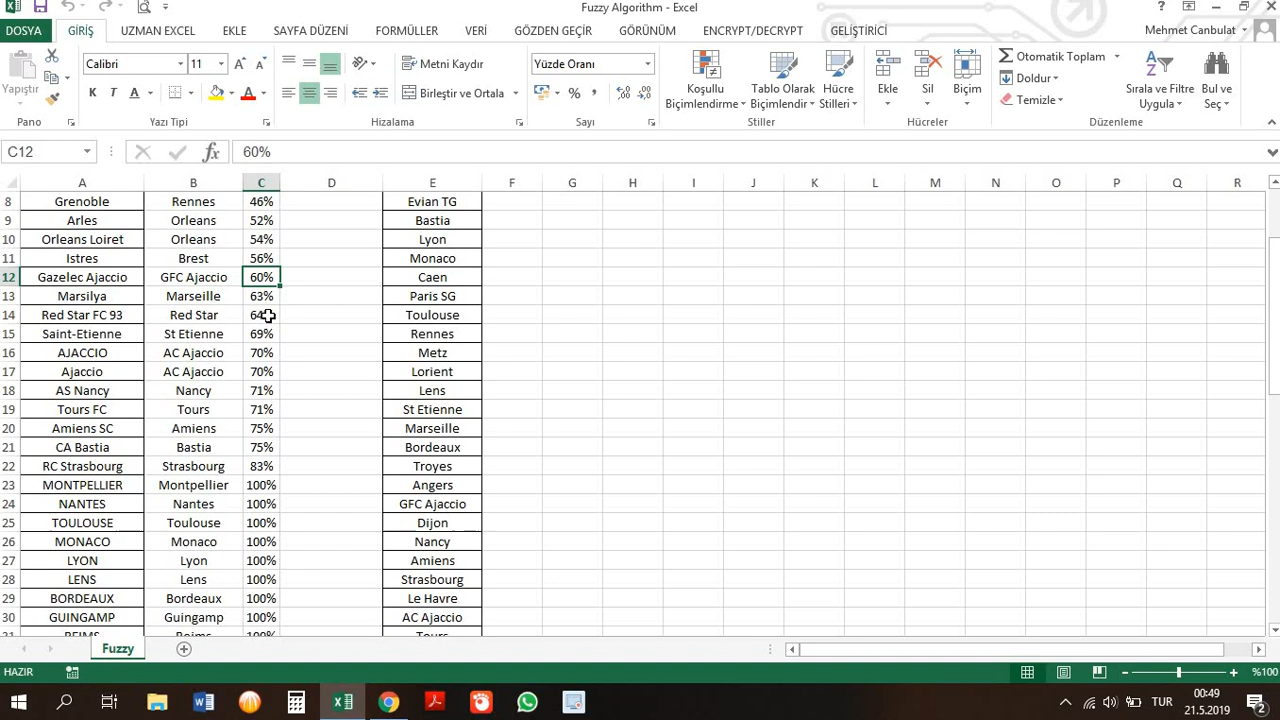 Fuzzy Algorithm - Excel
DOSYA GİRİŞ UZMAN EXCEL EKLE SAYFA DÜZENİ FORMÜLLER VERİ GÖZDEN GEÇİR GÖRÜNÜM ENCRYPT/DECRYPT GELİŞTİRİCİ Mehmet Canbulat
Yapıştır
Calibri 11
K T A
Metni Kaydır
Birleştir ve Ortala
Yüzde Oranı
Koşullu Biçimlendirme
Tablo Olarak Biçimlendir
Hücre Stilleri
Ekle
Sil
Biçim
Otomatik Toplam
Doldur
Temizle
Sırala ve Filtre Uygula
Bul ve Seç
Pano Yazı Tipi Hizalama Sayı Stiller Hücreler Düzenleme
C12 fx 60%
A B C D E F G H I J K L M N O P Q R
8 Grenoble Rennes 46% Evian TG
9 Arles Orleans 52% Bastia
10 Orleans Loiret Orleans 54% Lyon
11 Istres Brest 56% Monaco
12 Gazelec Ajaccio GFC Ajaccio 60% Caen
13 Marsilya Marseille 63% Paris SG
14 Red Star FC 93 Red Star Toulouse
15 Saint-Etienne St Etienne 69% Rennes
16 AJACCIO AC Ajaccio 70% Metz
17 Ajaccio AC Ajaccio 70% Lorient
18 AS Nancy Nancy 71% Lens
19 Tours FC Tours 71% St Etienne
20 Amiens SC Amiens 75% Marseille
21 CA Bastia Bastia 75% Bordeaux
22 RC Strasbourg Strasbourg 83% Troyes
23 MONTPELLIER Montpellier 100% Angers
24 NANTES Nantes 100% GFC Ajaccio
25 TOULOUSE Toulouse 100% Dijon
26 MONACO Monaco 100% Nancy
27 LYON Lyon 100% Amiens
28 LENS Lens 100% Strasbourg
29 BORDEAUX Bordeaux 100% Le Havre
30 GUINGAMP Guingamp 100% AC Ajaccio
31 REIMS Reims 100% Tours
Fuzzy
HAZIR %100
TUR 00:49
21.5.2019
2